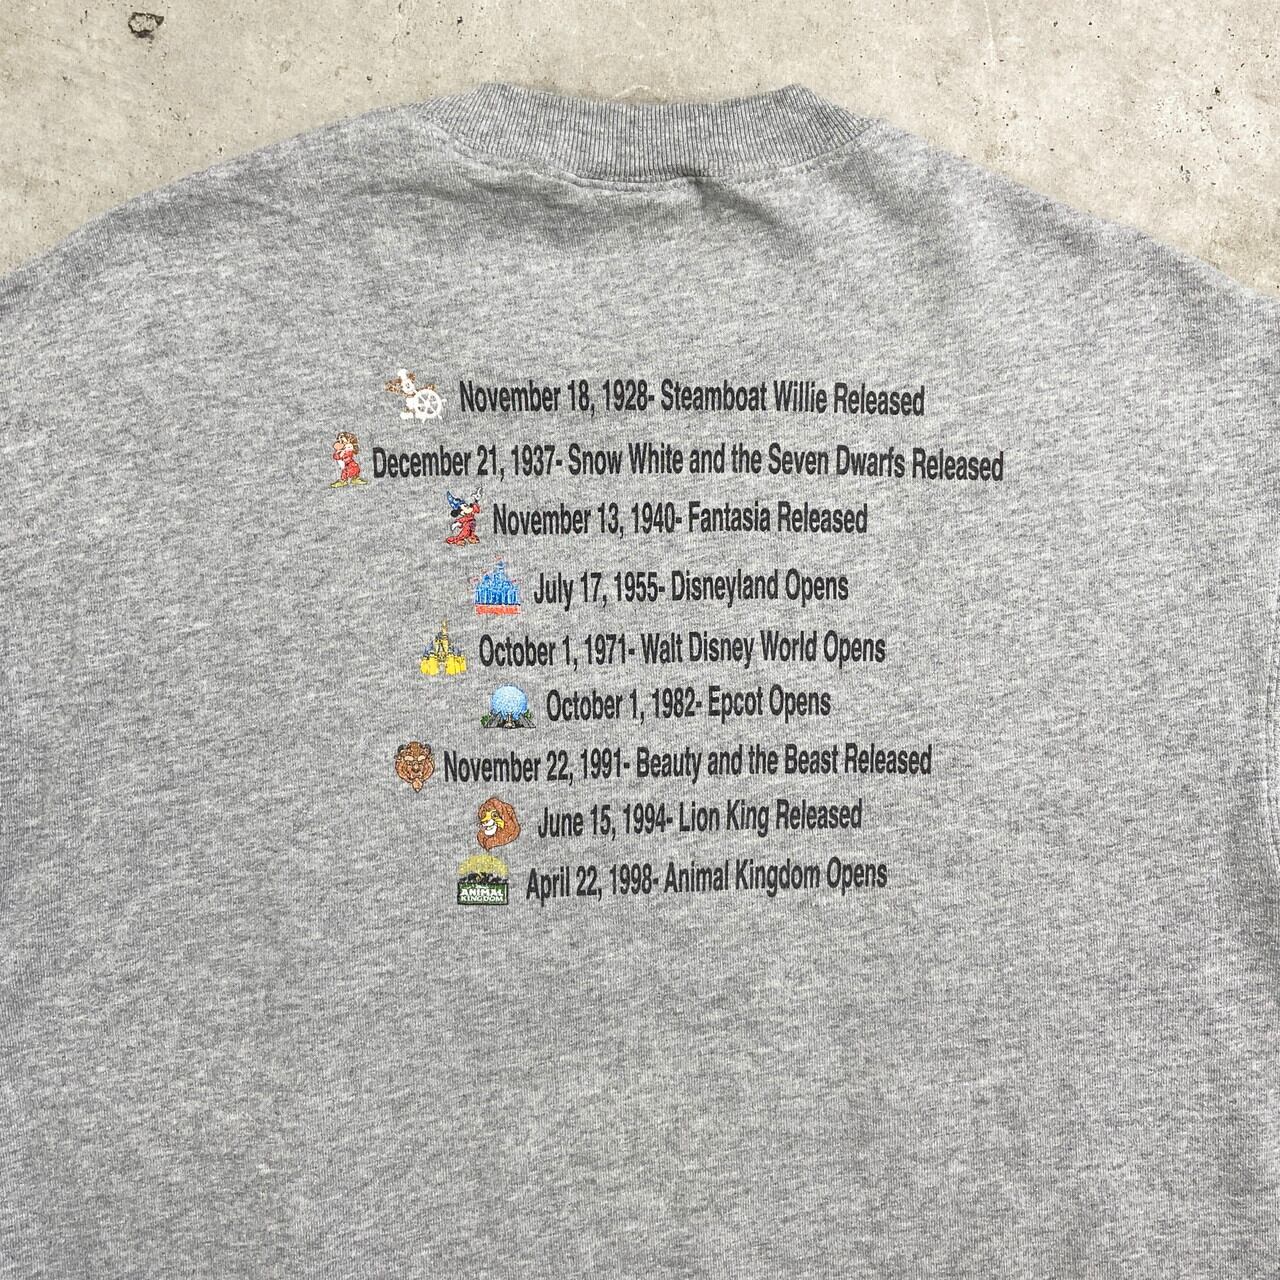 November 18, 1928- Steamboat Willie Released
December 21, 1937- Snow White and the Seven Dwarfs Released
November 13, 1940- Fantasia Released
July 17, 1955- Disneyland Opens
October 1, 1971- Walt Disney World Opens
October 1, 1982- Epcot Opens
November 22, 1991- Beauty and the Beast Released
June 15, 1994- Lion King Released
April 22, 1998- Animal Kingdom Opens
ANIMAL
KINGDOM